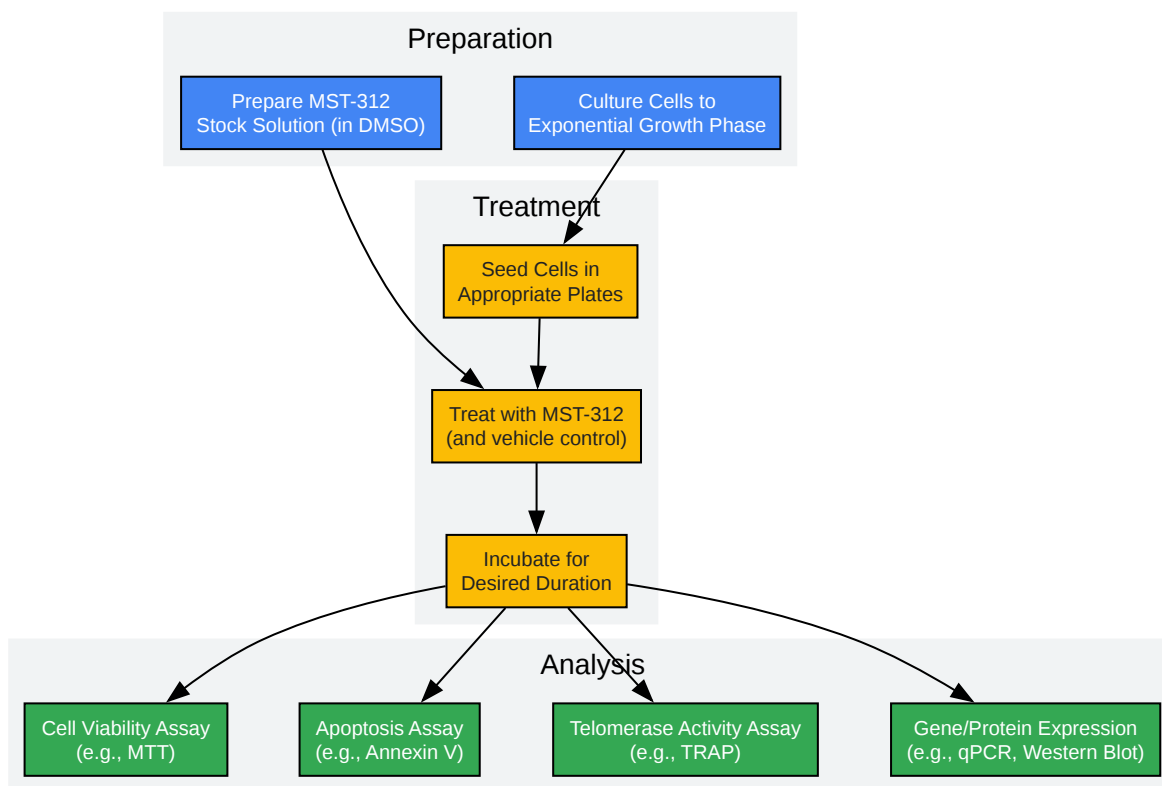 Preparation
Prepare MST-312
Stock Solution (in DMSO)
Culture Cells to
Exponential Growth Phase
Treatment
Seed Cells in
Appropriate Plates
Treat with MST-312
(and vehicle control)
Incubate for
Desired Duration
Analysis
Cell Viability Assay
(e.g., MTT)
Apoptosis Assay
(e.g., Annexin V)
Telomerase Activity Assay
(e.g., TRAP)
Gene/Protein Expression
(e.g., qPCR, Western Blot)